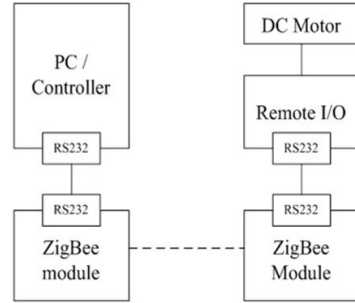 PC /
Controller
RS232
RS232
ZigBee
module
DC Motor
Remote I/O
RS232
RS232
ZigBee
Module